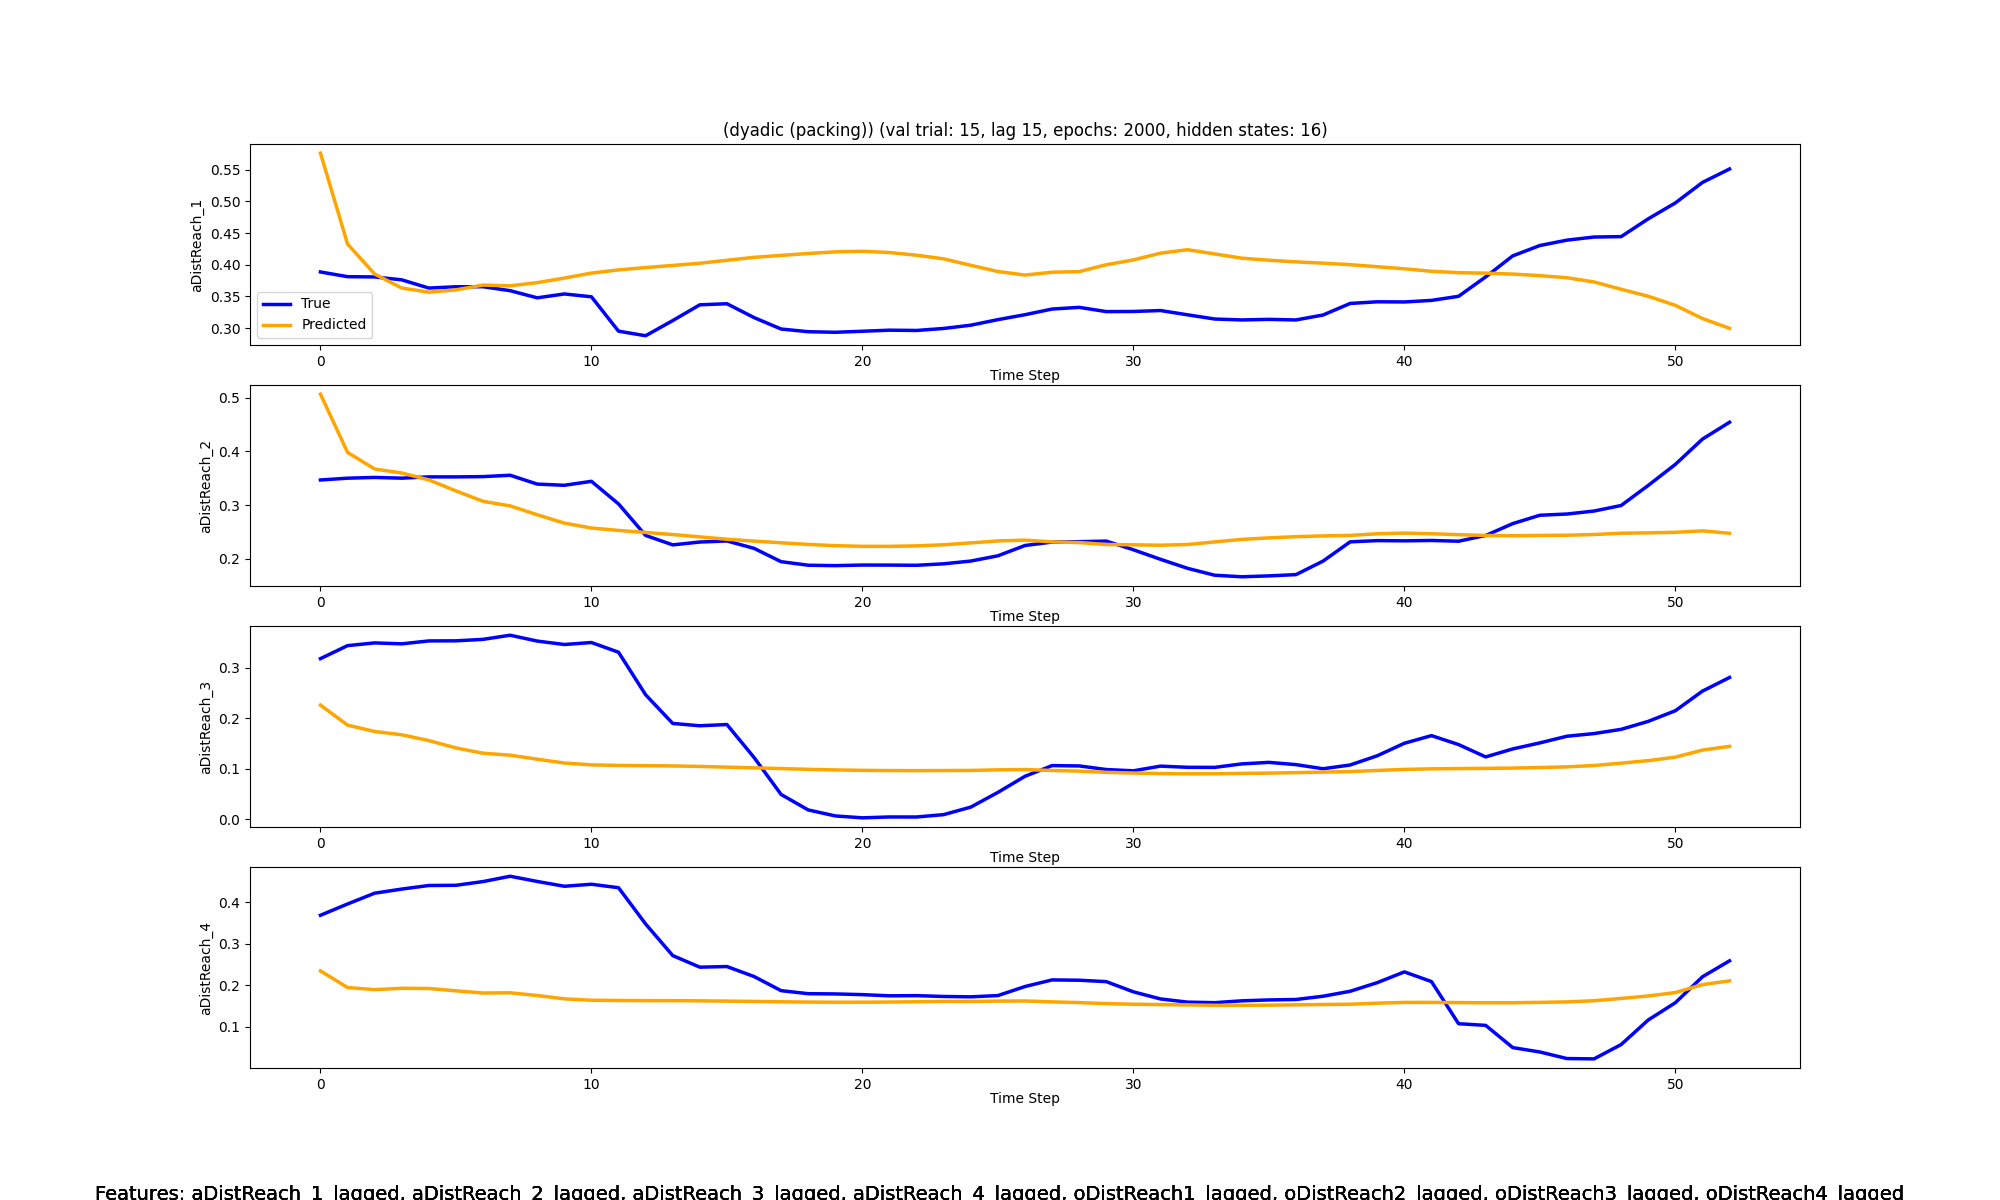 (dyadic (packing)) (val trial: 15, lag 15, epochs: 2000, hidden states: 16)
aDistReach_1
0.55
0.50
0.45
0.40
0.35
0.30
True
Predicted
0 10 20 30 40 50
Time Step
aDistReach_2
0.5
0.4
0.3
0.2
0 10 20 30 40 50
Time Step
aDistReach_3
0.3
0.2
0.1
0.0
0 10 20 30 40 50
Time Step
aDistReach_4
0.4
0.3
0.2
0.1
0 10 20 30 40 50
Time Step
Features: aDistReach_1_lagged, aDistReach_2_lagged, aDistReach_3_lagged, aDistReach_4_lagged, oDistReach1_lagged, oDistReach2_lagged, oDistReach3_lagged, oDistReach4_lagged